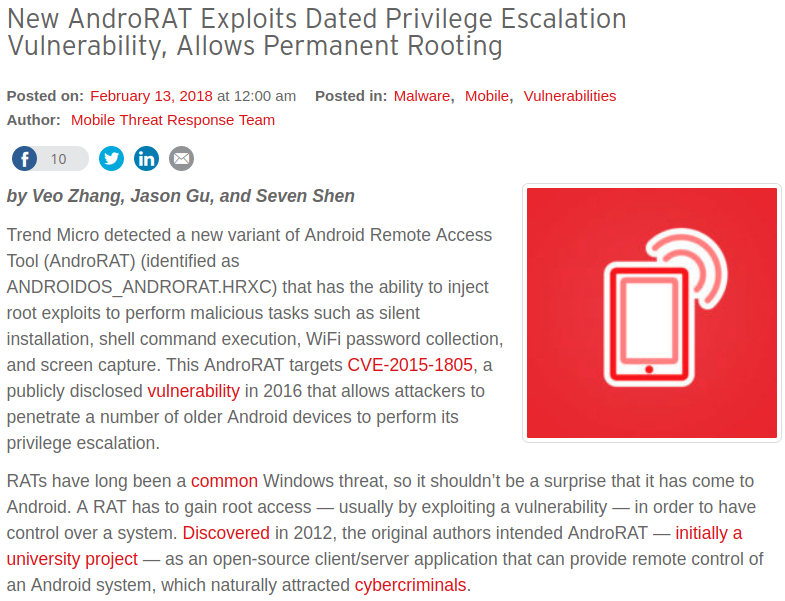 New AndroRAT Exploits Dated Privilege Escalation
Vulnerability, Allows Permanent Rooting
Posted on: February 13, 2018 at 12:00 am Posted in: Malware, Mobile, Vulnerabilities
Author: Mobile Threat Response Team
f 10 in
by Veo Zhang, Jason Gu, and Seven Shen
Trend Micro detected a new variant of Android Remote Access
Tool (AndroRAT) (identified as
ANDROIDOS_ANDRORAT.HRXC) that has the ability to inject
root exploits to perform malicious tasks such as silent
installation, shell command execution, WiFi password collection,
and screen capture. This AndroRAT targets CVE-2015-1805, a
publicly disclosed vulnerability in 2016 that allows attackers to
penetrate a number of older Android devices to perform its
privilege escalation.
RATs have long been a common Windows threat, so it shouldn’t be a surprise that it has come to
Android. A RAT has to gain root access — usually by exploiting a vulnerability — in order to have
control over a system. Discovered in 2012, the original authors intended AndroRAT — initially a
university project — as an open-source client/server application that can provide remote control of
an Android system, which naturally attracted cybercriminals.